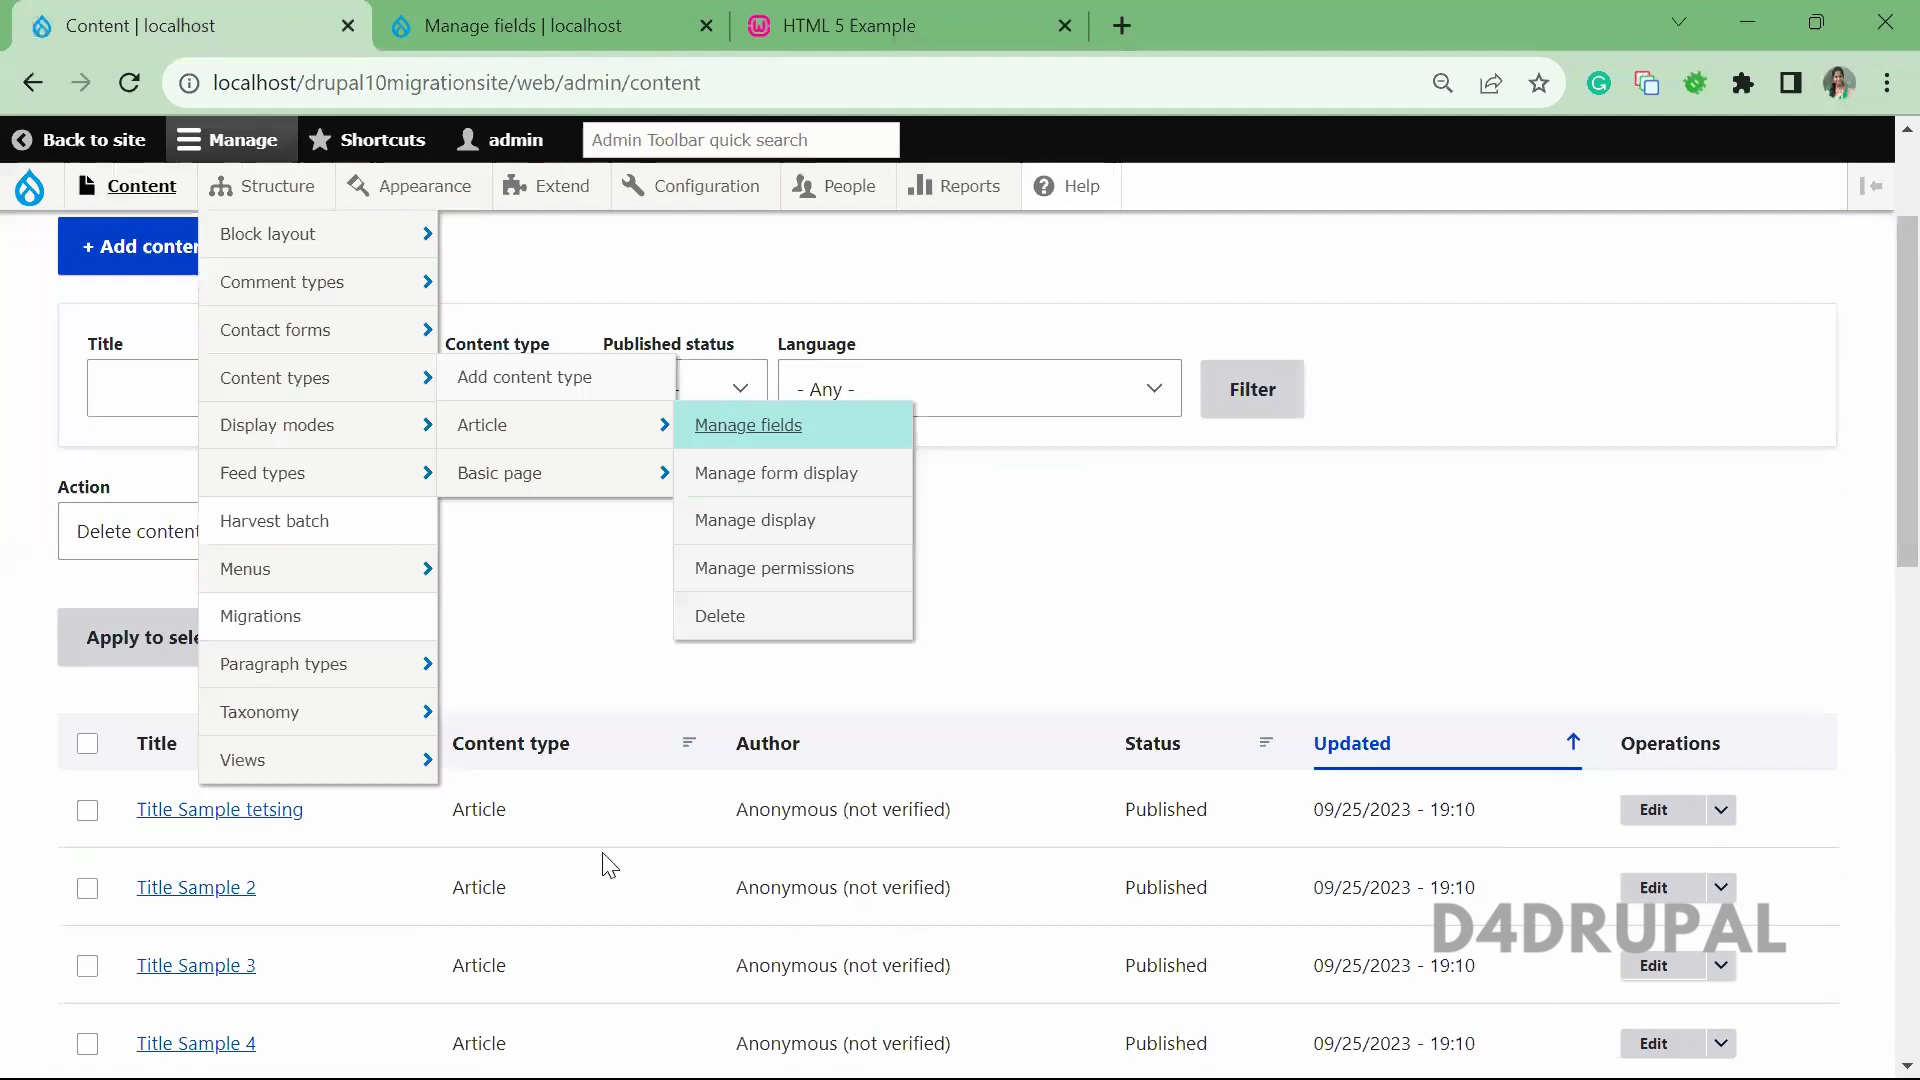 Content | localhost
Manage fields | localhost
HTML 5 Example
localhost/drupal10migrationsite/web/admin/content
Back to site
Manage
Shortcuts
admin
Admin Toolbar quick search
Content
Structure
Appearance
Extend
Configuration
People
Reports
Help
+ Add conten
Block layout
Comment types
Contact forms
Content types
Display modes
Feed types
Harvest batch
Menus
Migrations
Paragraph types
Taxonomy
Views
Add content type
Article
Basic page
Manage fields
Manage form display
Manage display
Manage permissions
Delete
Title
Content type
Published status
Language
- Any -
Filter
Action
Delete content
Apply to sele
Title
Content type
Author
Status
Updated
Operations
Title Sample tetsing
Article
Anonymous (not verified)
Published
09/25/2023 - 19:10
Edit
Title Sample 2
Article
Anonymous (not verified)
Published
09/25/2023 - 19:10
Edit
D4DRUPAL
Title Sample 3
Article
Anonymous (not verified)
Published
09/25/2023 - 19:10
Edit
Title Sample 4
Article
Anonymous (not verified)
Published
09/25/2023 - 19:10
Edit